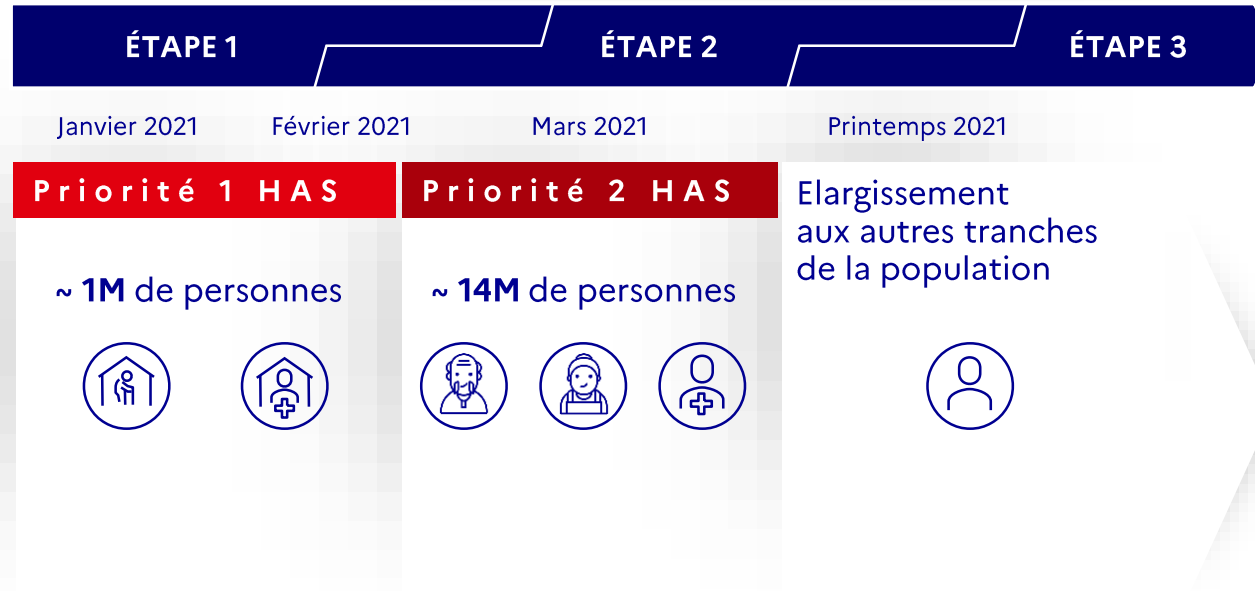 ÉTAPE 1
ÉTAPE 2
ÉTAPE 3
Janvier 2021
Février 2021
Mars 2021
Printemps 2021
Priorité 1 HAS
Priorité 2 HAS
Elargissement
aux autres tranches
de la population
~ 1M de personnes
~ 14M de personnes